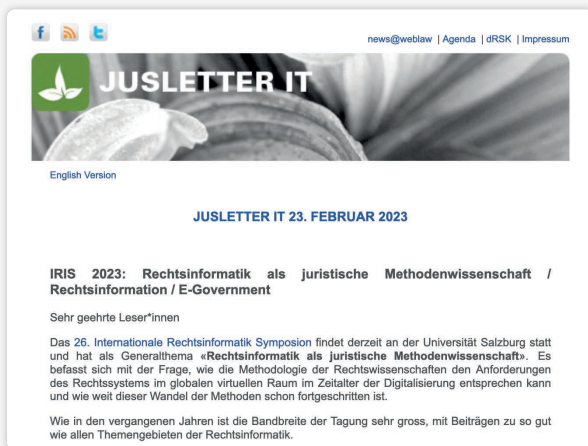 news@weblaw | Agenda | dRSK | Impressum
JUSLETTER IT
English Version
JUSLETTER IT 23. FEBRUAR 2023
IRIS 2023: Rechtsinformatik als juristische Methodenwissenschaft /
Rechtsinformation / E-Government
Sehr geehrte Leser*innen
Das 26. Internationale Rechtsinformatik Symposion findet derzeit an der Universität Salzburg statt
und hat als Generalthema «Rechtsinformatik als juristische Methodenwissenschaft». Es
befasst sich mit der Frage, wie die Methodologie der Rechtswissenschaften den Anforderungen
des Rechtssystems im globalen virtuellen Raum im Zeitalter der Digitalisierung entsprechen kann
und wie weit dieser Wandel der Methoden schon fortgeschritten ist.
Wie in den vergangenen Jahren ist die Bandbreite der Tagung sehr gross, mit Beiträgen zu so gut
wie allen Themengebieten der Rechtsinformatik.